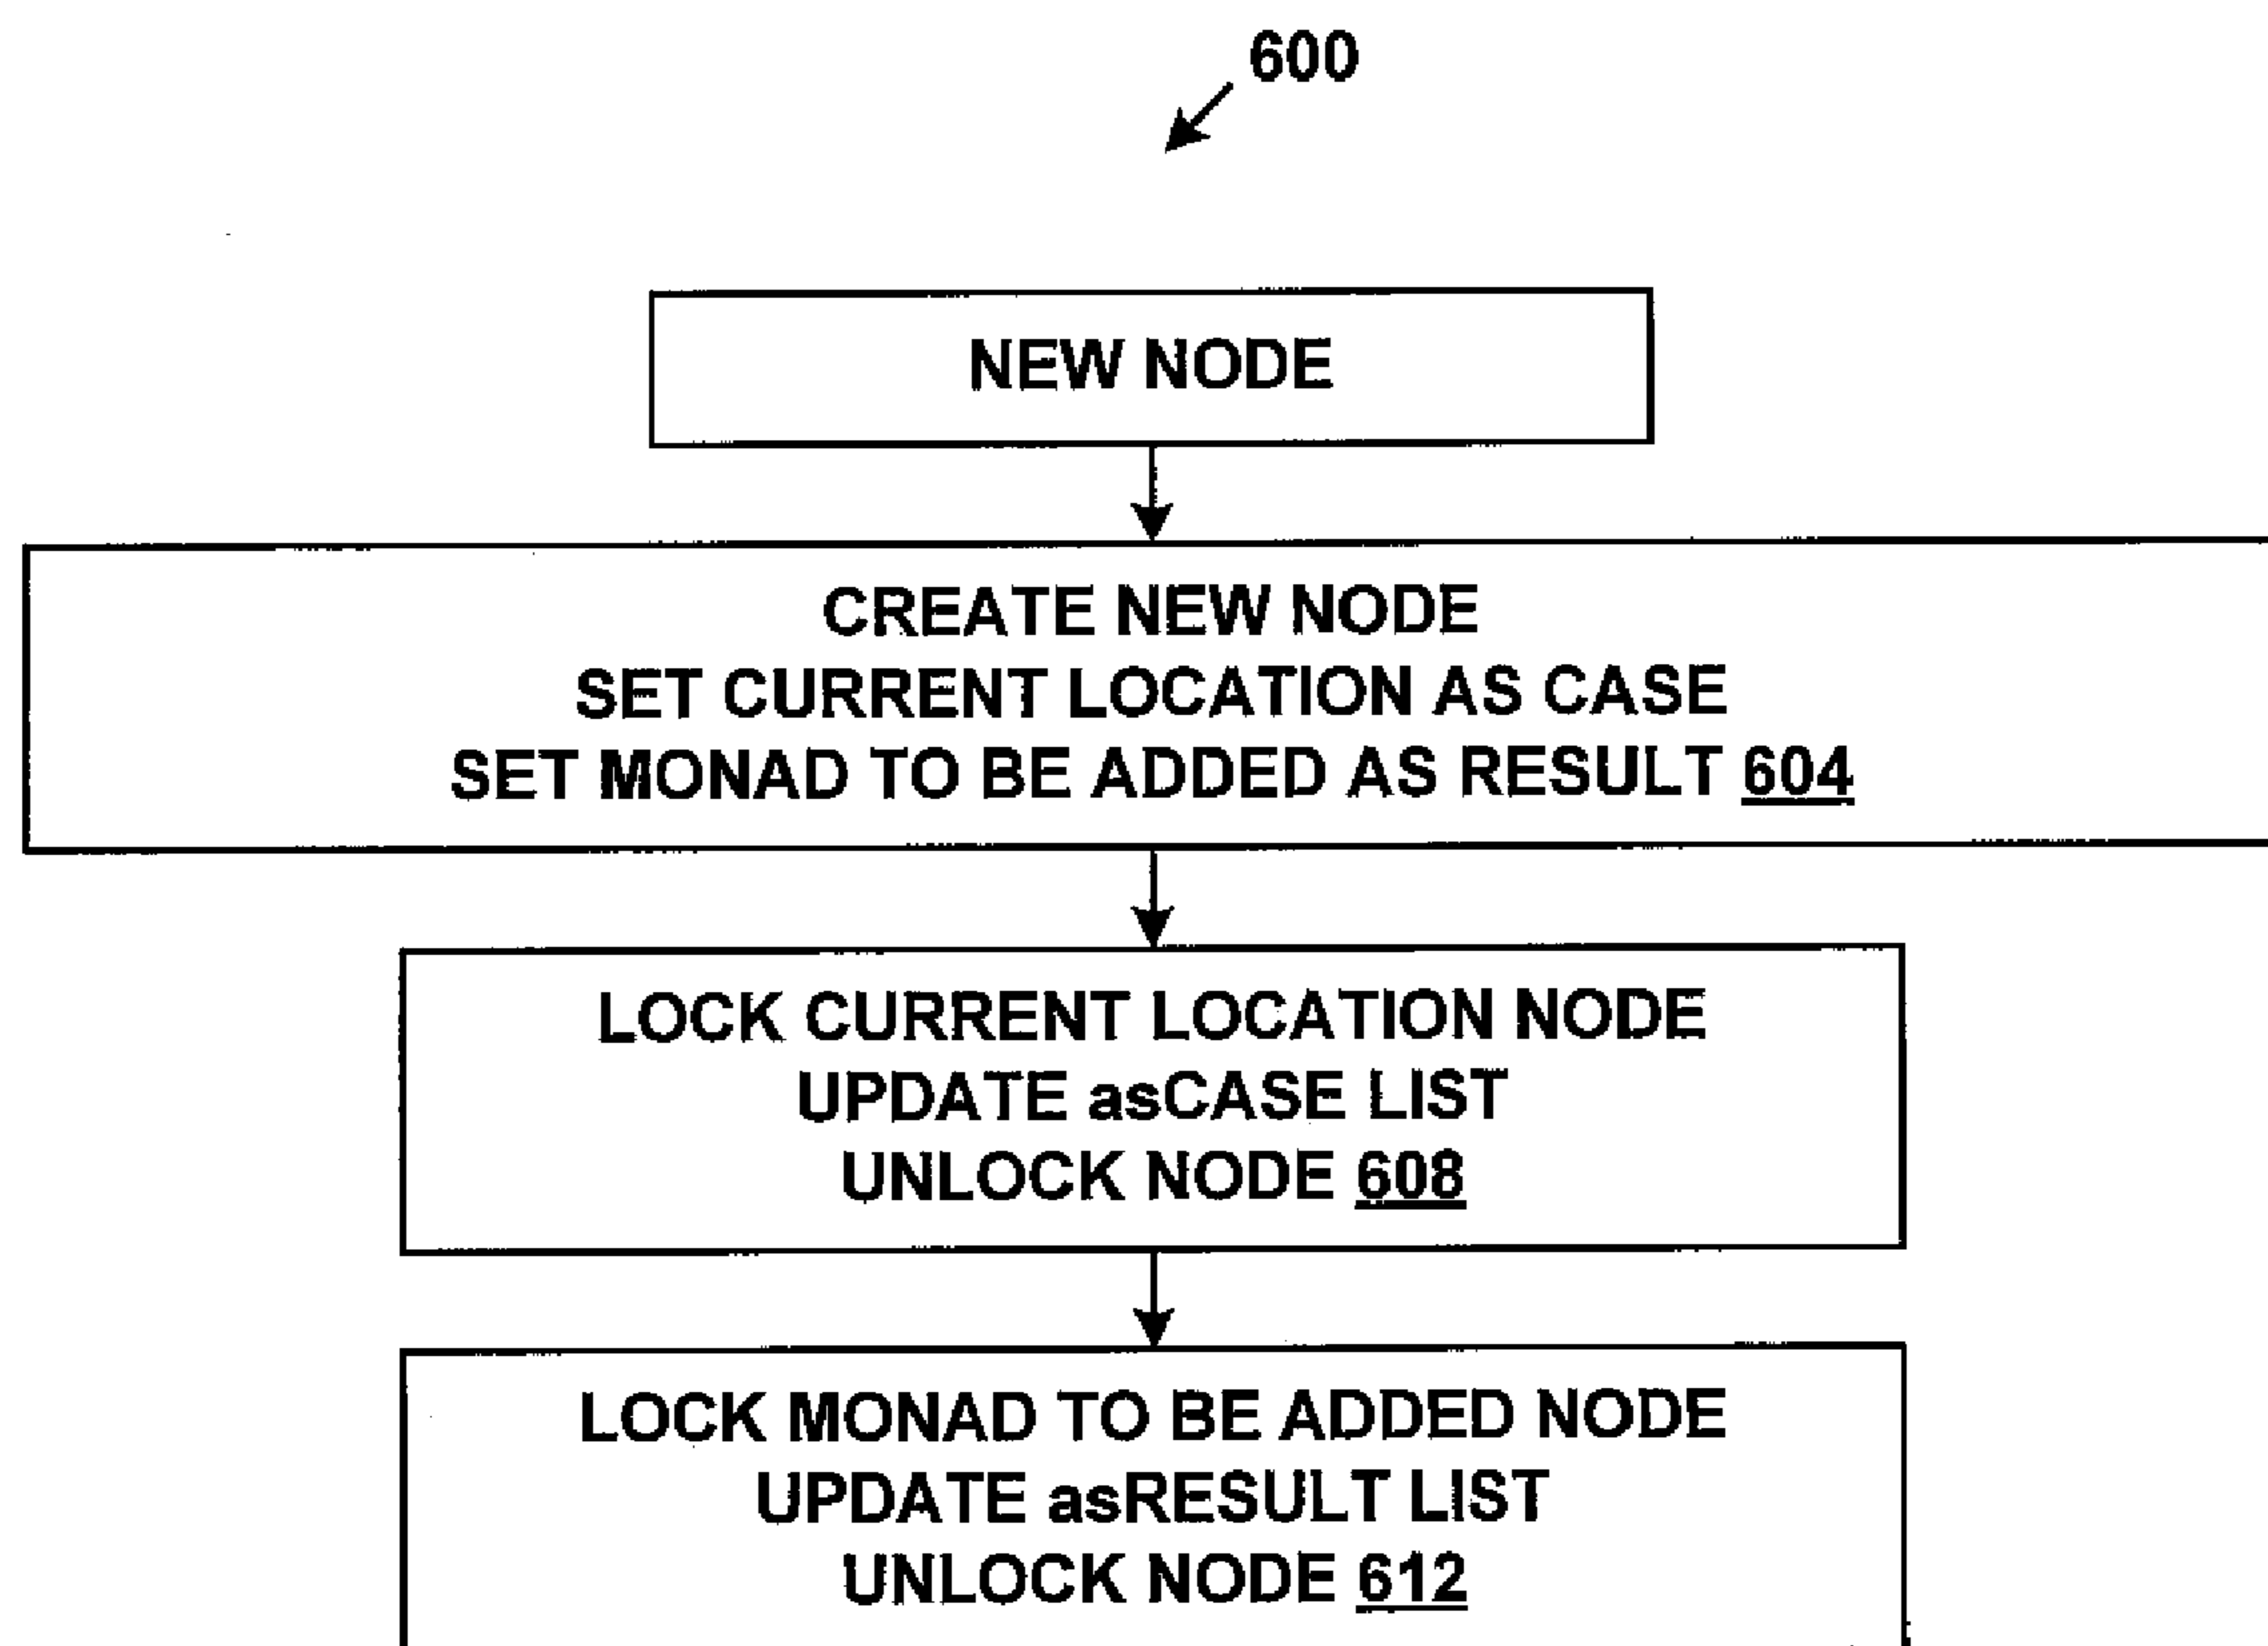 600
NEW NODE
CREATE NEW NODE
SET CURRENT LOCATION AS CASE
SET MONAD TO BE ADDED AS RESULT 604
LOCK CURRENT LOCATION NODE
UPDATE asCASE LIST
UNLOCK NODE 608
LOCK MONAD TO BE ADDED NODE
UPDATE asRESULT LIST
UNLOCK NODE 612